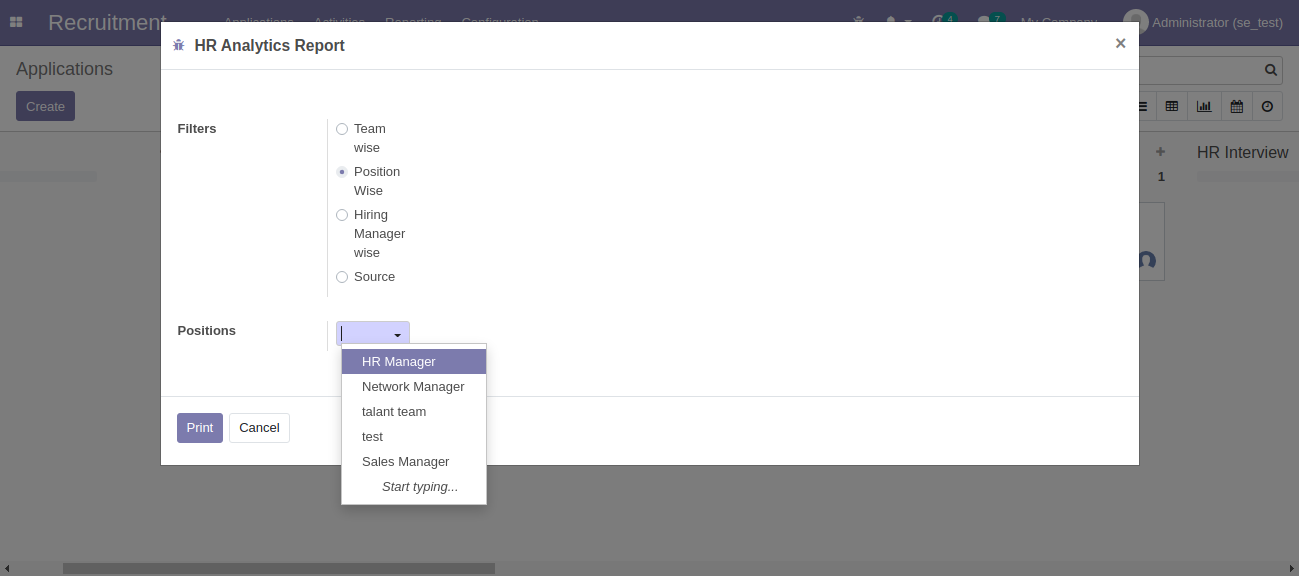 Recruitment Applications Activities Reporting Configuration 4 7 My Company Administrator (se_test)
HR Analytics Report ×
Applications
Create
Filters
Team
wise
Position
Wise
Hiring
Manager
wise
Source
HR Interview
1
Positions
HR Manager
Network Manager
talant team
test
Sales Manager
Start typing...
Print Cancel